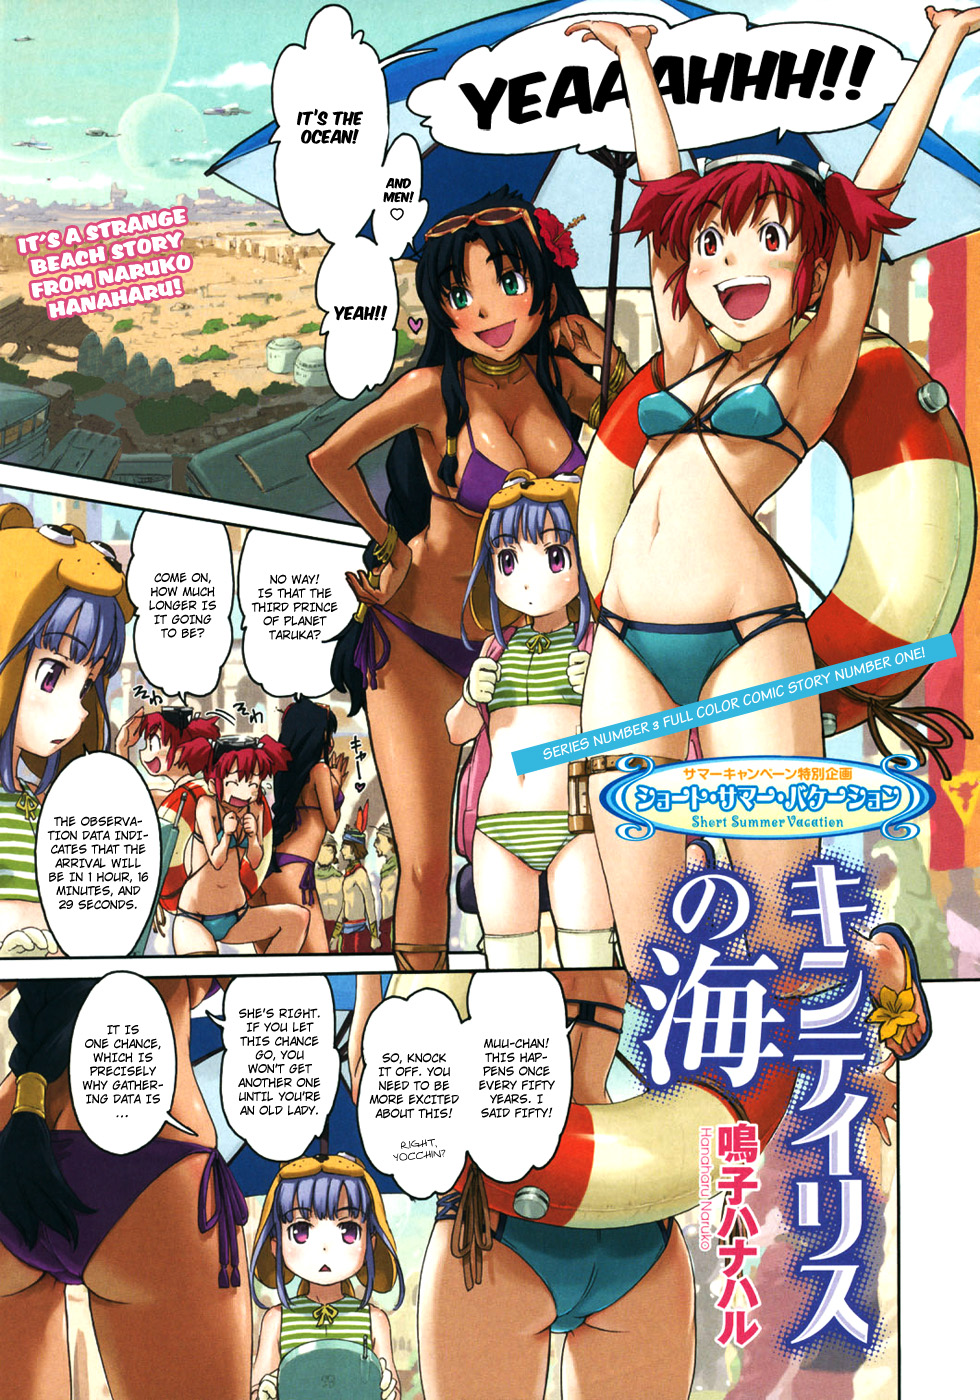 YEAAAHHH!!
IT'S THE
OCEAN!
AND
MEN!
♡
YEAH!!
IT'S A STRANGE
BEACH STORY
FROM NARUKO
HANAHARU!
NO WAY!
IS THAT THE
THIRD PRINCE
OF PLANET
TARUKA?
COME ON,
HOW MUCH
LONGER IS
IT GOING
TO BE?
THE OBSERVA-
TION DATA INDI-
CATES THAT THE
ARRIVAL WILL
BE IN 1 HOUR, 16
MINUTES, AND
29 SECONDS.
キャー
SERIES NUMBER 3 FULL COLOR COMIC STORY NUMBER ONE!
サマーキャンペーン特別企画
ショート・サマー・バケーション
Short Summer Vacation
キンティリス
の海
鳴子ハナハル
Hanaharu Naruko
MUU-CHAN!
THIS HAP-
PENS ONCE
EVERY FIFTY
YEARS. I
SAID FIFTY!
SO, KNOCK
IT OFF. YOU
NEED TO BE
MORE EXCITED
ABOUT THIS!
RIGHT,
YOCCHIN?
SHE'S RIGHT.
IF YOU LET
THIS CHANCE
GO, YOU
WON'T GET
ANOTHER ONE
UNTIL YOU'RE
AN OLD LADY.
IT IS
ONE CHANCE,
WHICH IS
PRECISELY
WHY GATHER-
ING DATA IS
...